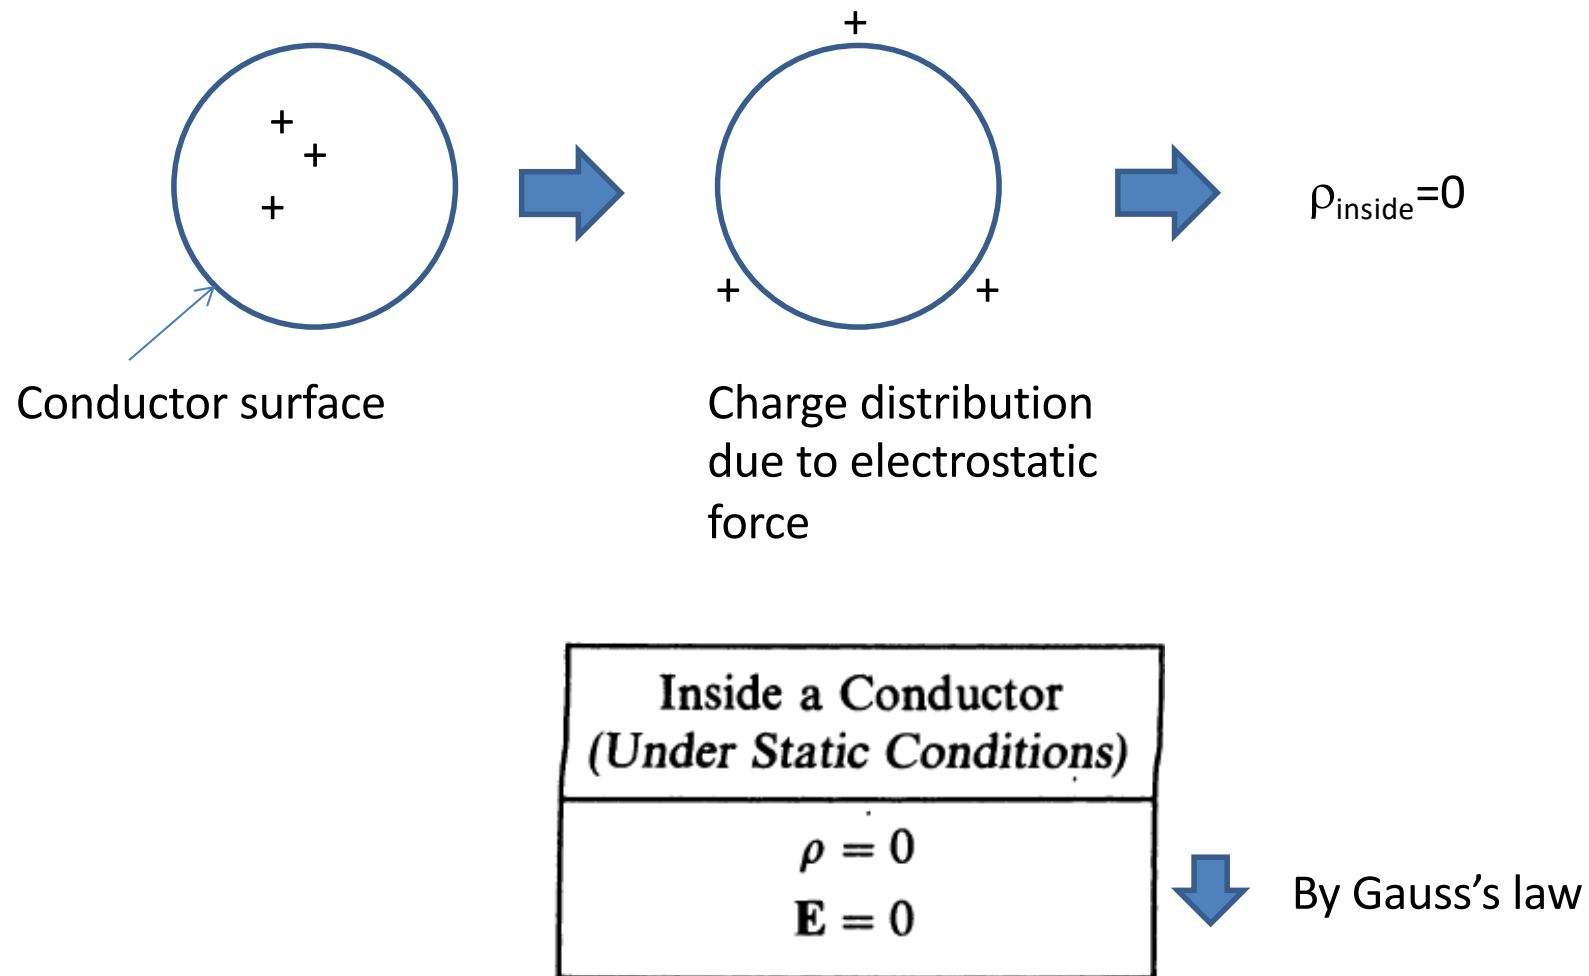 +
+
+
+
+
+
ρinside=0
Conductor surface
Charge distribution
due to electrostatic
force
Inside a Conductor
(Under Static Conditions)
ρ = 0
E = 0
By Gauss’s law